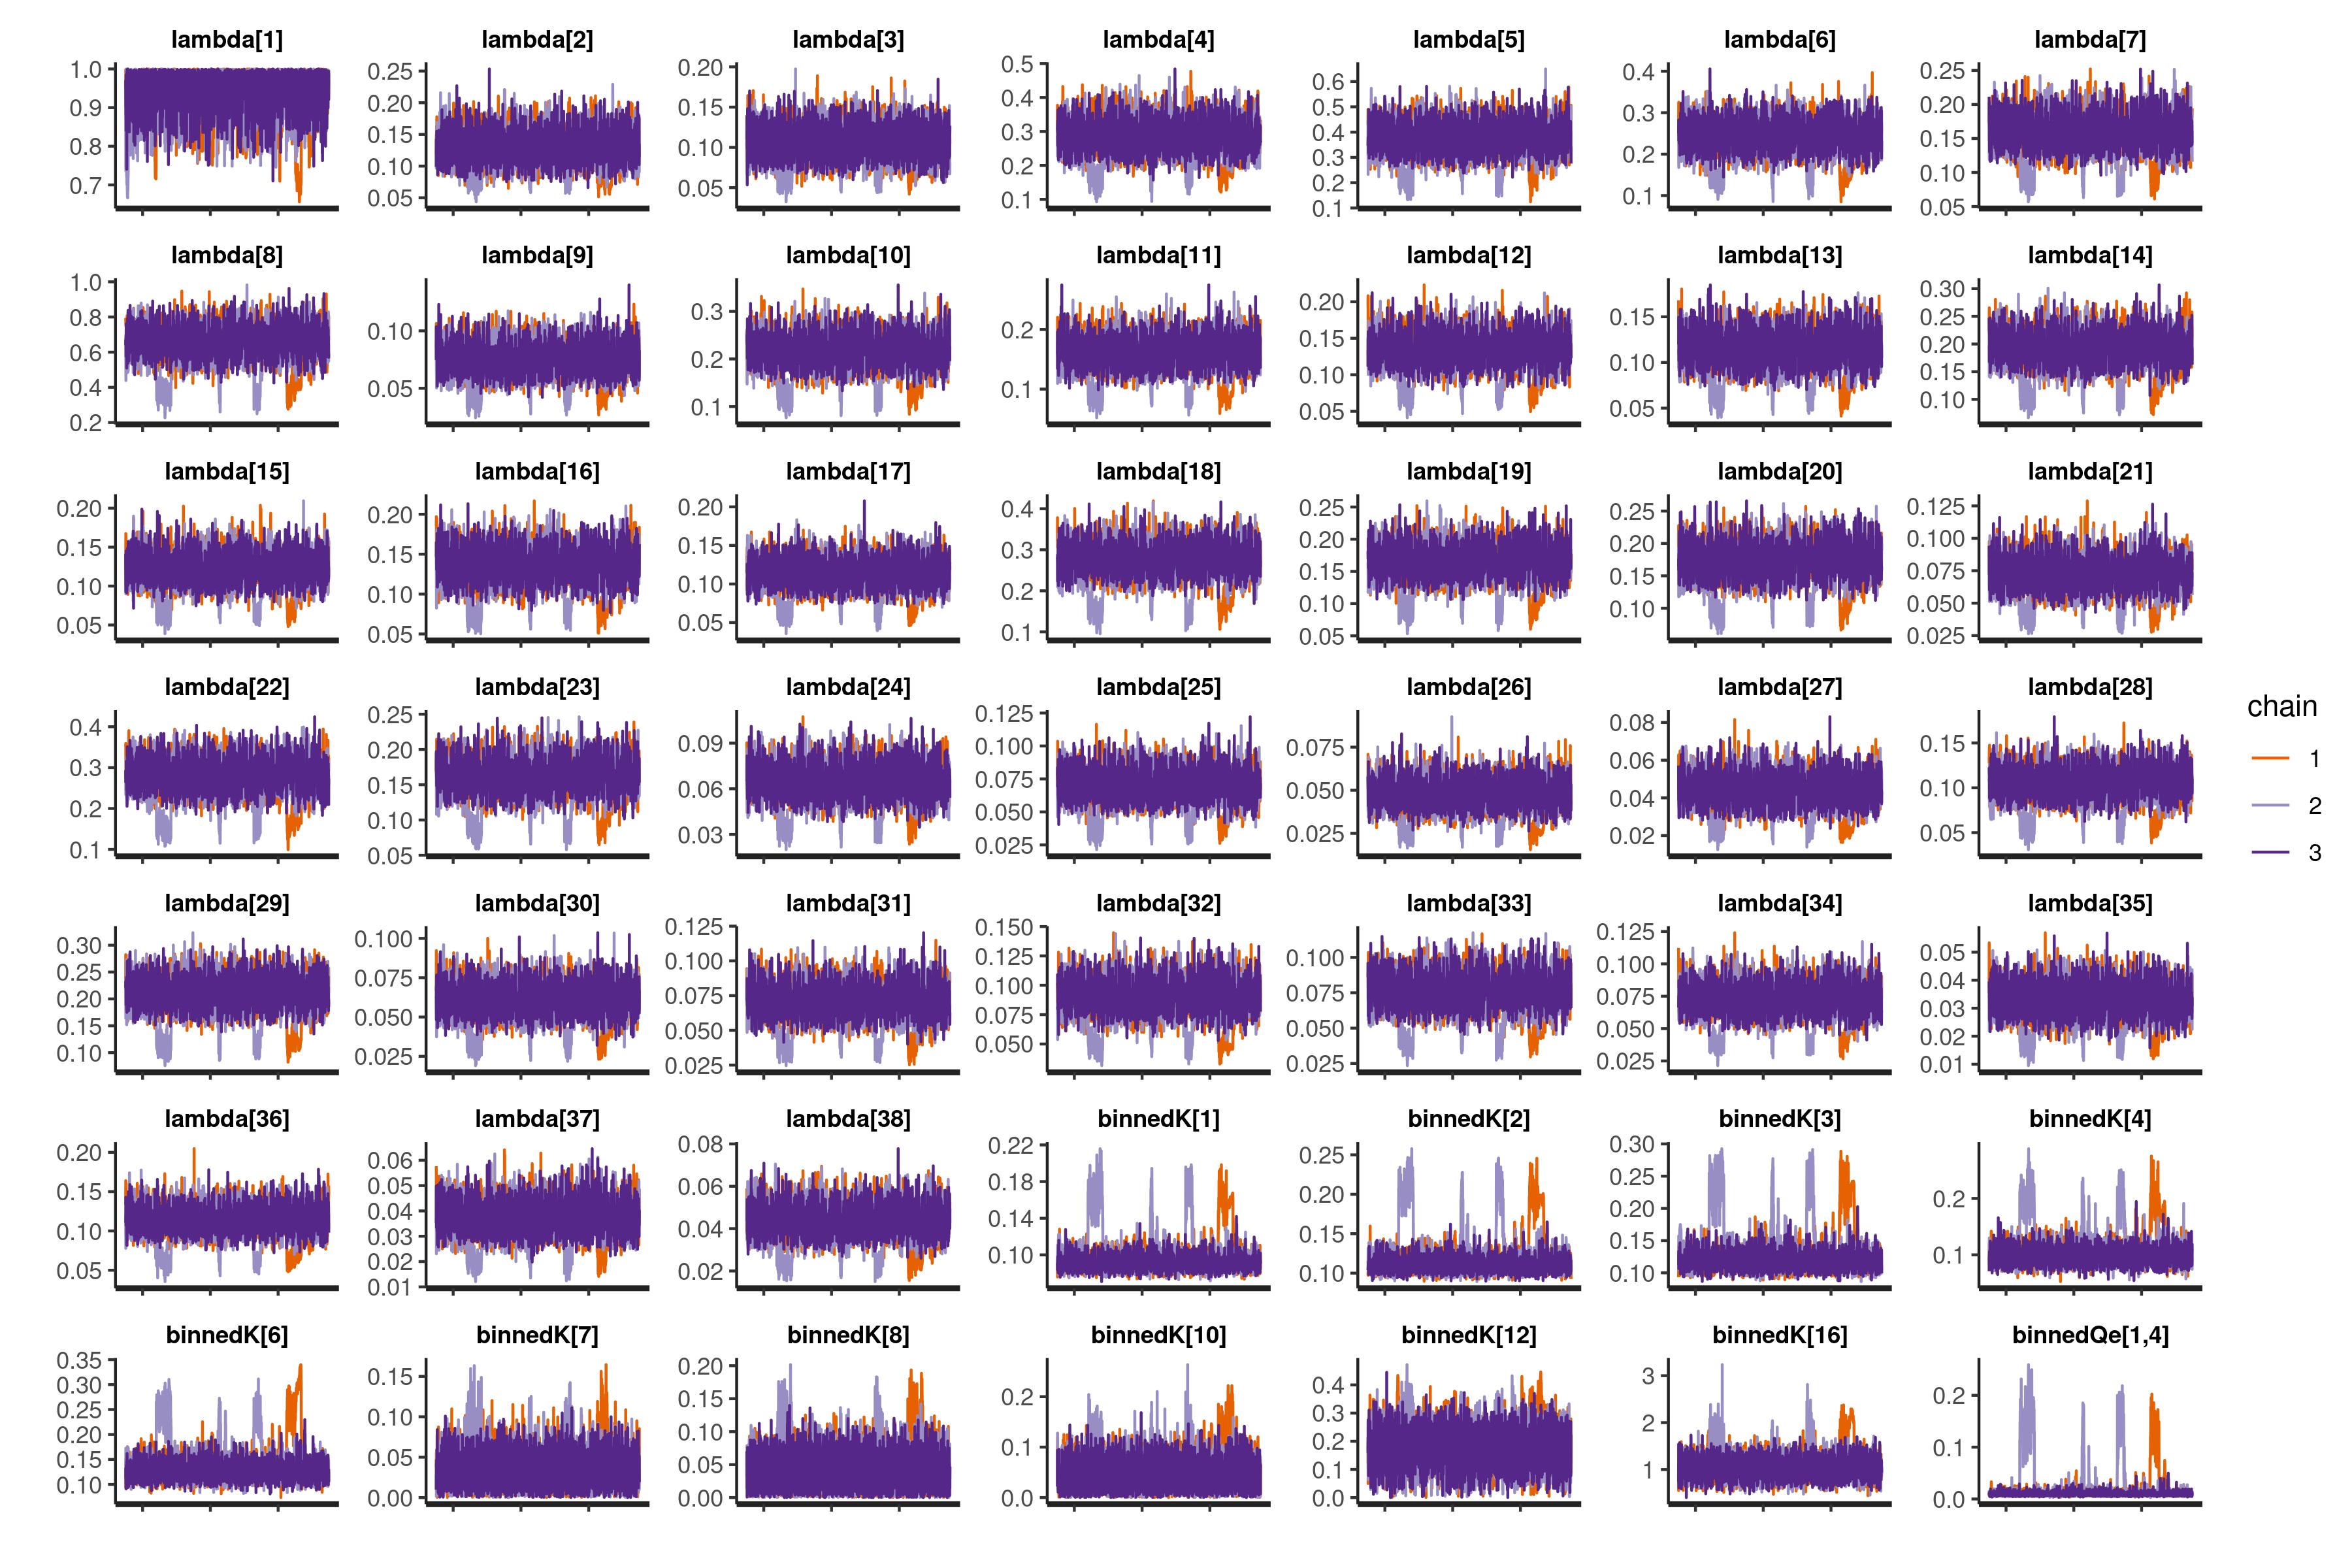 lambda[1] lambda[2] lambda[3] lambda[4] lambda[5] lambda[6] lambda[7]
1.0 0.9 0.8 0.7
0.25 0.20 0.15 0.10 0.05
0.20 0.15 0.10 0.05
0.5 0.4 0.3 0.2 0.1
0.6 0.5 0.4 0.3 0.2 0.1
0.4 0.3 0.2 0.1
0.25 0.20 0.15 0.10 0.05
lambda[8] lambda[9] lambda[10] lambda[11] lambda[12] lambda[13] lambda[14]
1.0 0.8 0.6 0.4 0.2
0.10 0.05
0.3 0.2 0.1
0.2 0.1
0.20 0.15 0.10 0.05
0.15 0.10 0.05
0.30 0.25 0.20 0.15 0.10
lambda[15] lambda[16] lambda[17] lambda[18] lambda[19] lambda[20] lambda[21]
0.20 0.15 0.10 0.05
0.20 0.15 0.10 0.05
0.20 0.15 0.10 0.05
0.4 0.3 0.2 0.1
0.25 0.20 0.15 0.10 0.05
0.25 0.20 0.15 0.10
0.125 0.100 0.075 0.050 0.025
lambda[22] lambda[23] lambda[24] lambda[25] lambda[26] lambda[27] lambda[28]
0.4 0.3 0.2 0.1
0.25 0.20 0.15 0.10 0.05
0.09 0.06 0.03
0.125 0.100 0.075 0.050 0.025
0.075 0.050 0.025
0.08 0.06 0.04 0.02
0.15 0.10 0.05
chain
1
2
3
lambda[29] lambda[30] lambda[31] lambda[32] lambda[33] lambda[34] lambda[35]
0.30 0.25 0.20 0.15 0.10
0.100 0.075 0.050 0.025
0.125 0.100 0.075 0.050 0.025
0.150 0.125 0.100 0.075 0.050
0.100 0.075 0.050 0.025
0.125 0.100 0.075 0.050 0.025
0.05 0.04 0.03 0.02 0.01
lambda[36] lambda[37] lambda[38] binnedK[1] binnedK[2] binnedK[3] binnedK[4]
0.20 0.15 0.10 0.05
0.06 0.05 0.04 0.03 0.02 0.01
0.08 0.06 0.04 0.02
0.22 0.18 0.14 0.10
0.25 0.20 0.15 0.10
0.30 0.25 0.20 0.15 0.10
0.2 0.1
binnedK[6] binnedK[7] binnedK[8] binnedK[10] binnedK[12] binnedK[16] binnedQe[1,4]
0.35 0.30 0.25 0.20 0.15 0.10
0.15 0.10 0.05 0.00
0.20 0.15 0.10 0.05 0.00
0.2 0.1 0.0
0.4 0.3 0.2 0.1 0.0
3 2 1
0.2 0.1 0.0